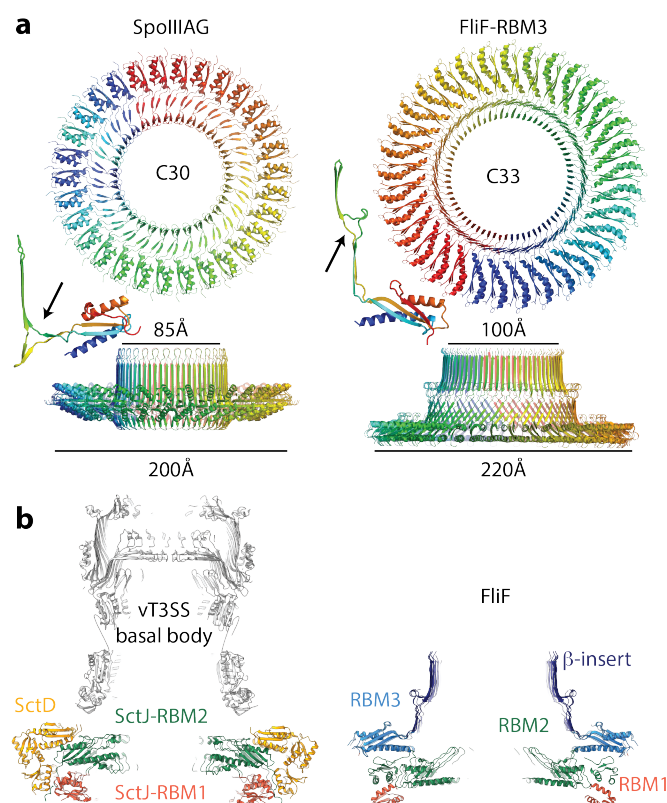 a
SpoIIIAG
FliF-RBM3
C30
C33
85Å
100Å
200Å
220Å
b
vT3SS
basal body
FliF
β-insert
SctD
SctJ-RBM2
RBM3
RBM2
SctJ-RBM1
RBM1